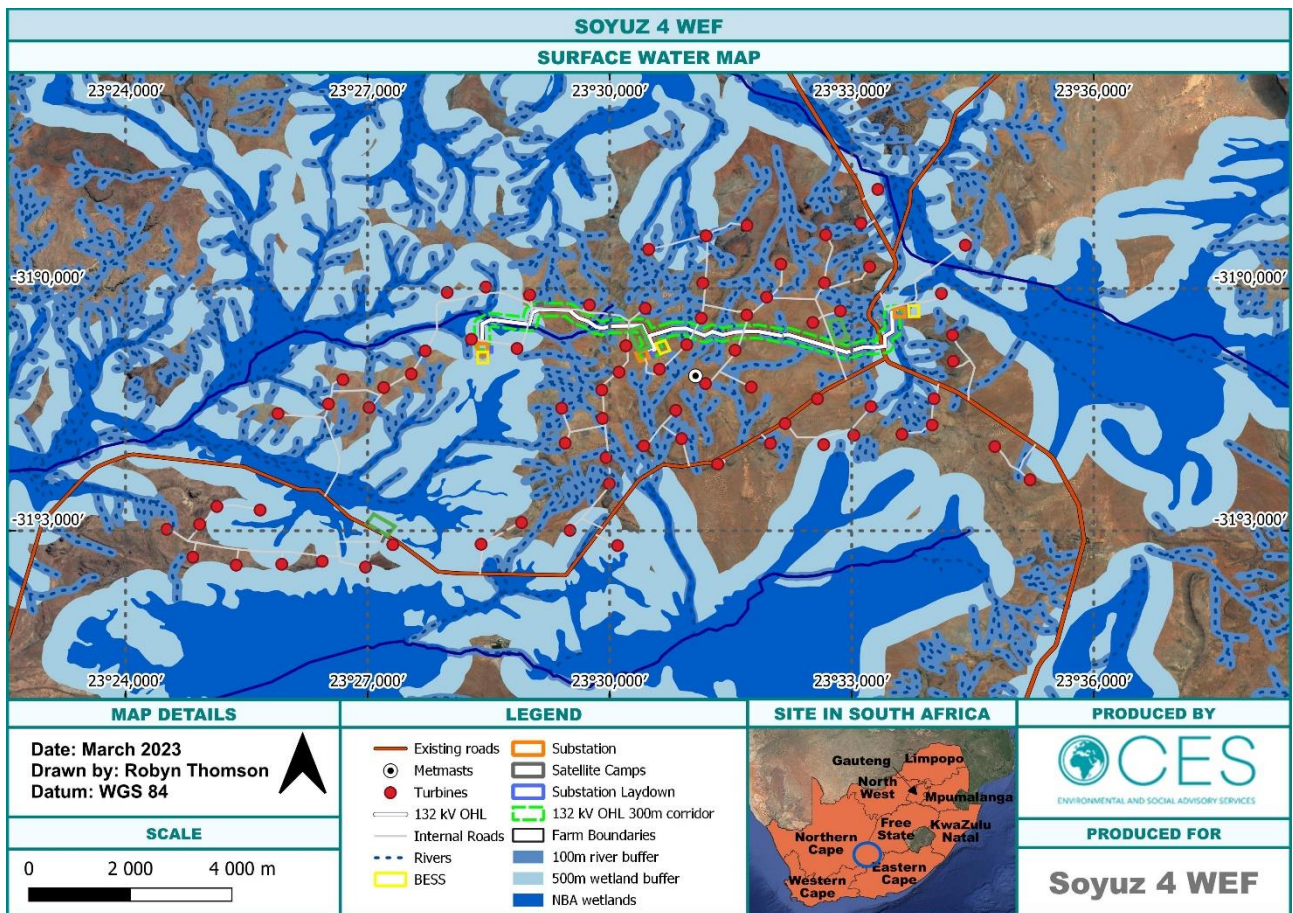 SOYUZ 4 WEF
SURFACE WATER MAP
23°24,000′ 23°27,000′ 23°30,000′ 23°33,000′ 23°36,000′
-31°0,000′ -31°0,000′
-31°3,000′ -31°3,000′
23°24,000′ 23°27,000′ 23°30,000′ 23°33,000′ 23°36,000′
MAP DETAILS
Date: March 2023
Drawn by: Robyn Thomson
Datum: WGS 84
SCALE
0 2 000 4 000 m
LEGEND
Existing roads
Metmasts
Turbines
132 kV OHL
Internal Roads
Rivers
BESS
Substation
Satellite Camps
Substation Laydown
132 kV OHL 300m corridor
Farm Boundaries
100m river buffer
500m wetland buffer
NBA wetlands
SITE IN SOUTH AFRICA
Limpopo
Gauteng
North
West
Mpumalanga
Free
State
KwaZulu
Natal
Northern
Cape
Eastern
Cape
Western
Cape
PRODUCED BY
CES
ENVIRONMENTAL AND SOCIAL ADVISORY SERVICES
PRODUCED FOR
Soyuz 4 WEF